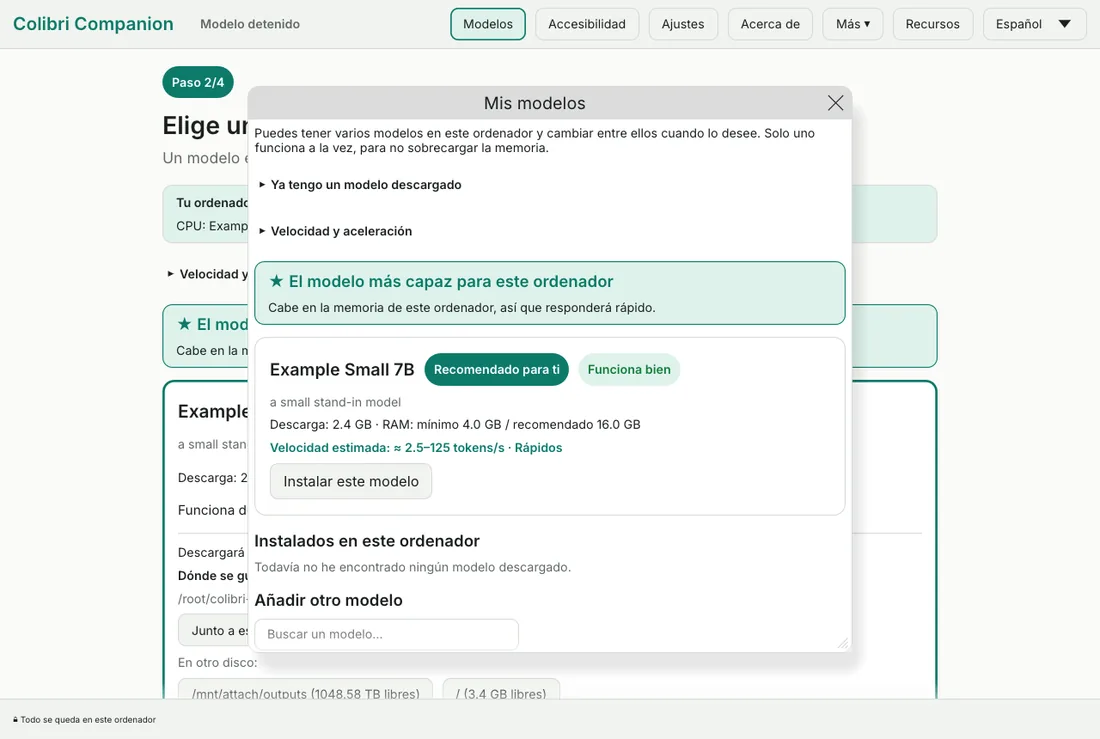 Colibri Companion
Modelo detenido
Modelos
Accesibilidad
Ajustes
Acerca de
Más ▾
Recursos
Español
Paso 2/4
Elige un
Un modelo e
Tu ordenado
CPU: Examp
▸ Velocidad y
★ El mod
Cabe en la m
Example
a small stan
Descarga: 2
Funciona d
Descargará
Dónde se gu
/root/colibri-
Junto a es
En otro disco:
/mnt/attach/outputs (1048.58 TB libres)
/ (3.4 GB libres)
Mis modelos
Puedes tener varios modelos en este ordenador y cambiar entre ellos cuando lo desee. Solo uno
funciona a la vez, para no sobrecargar la memoria.
▸ Ya tengo un modelo descargado
▸ Velocidad y aceleración
★ El modelo más capaz para este ordenador
Cabe en la memoria de este ordenador, así que responderá rápido.
Example Small 7B
Recomendado para ti
Funciona bien
a small stand-in model
Descarga: 2.4 GB · RAM: mínimo 4.0 GB / recomendado 16.0 GB
Velocidad estimada: ≈ 2.5–125 tokens/s · Rápidos
Instalar este modelo
Instalados en este ordenador
Todavía no he encontrado ningún modelo descargado.
Añadir otro modelo
Buscar un modelo...
Todo se queda en este ordenador